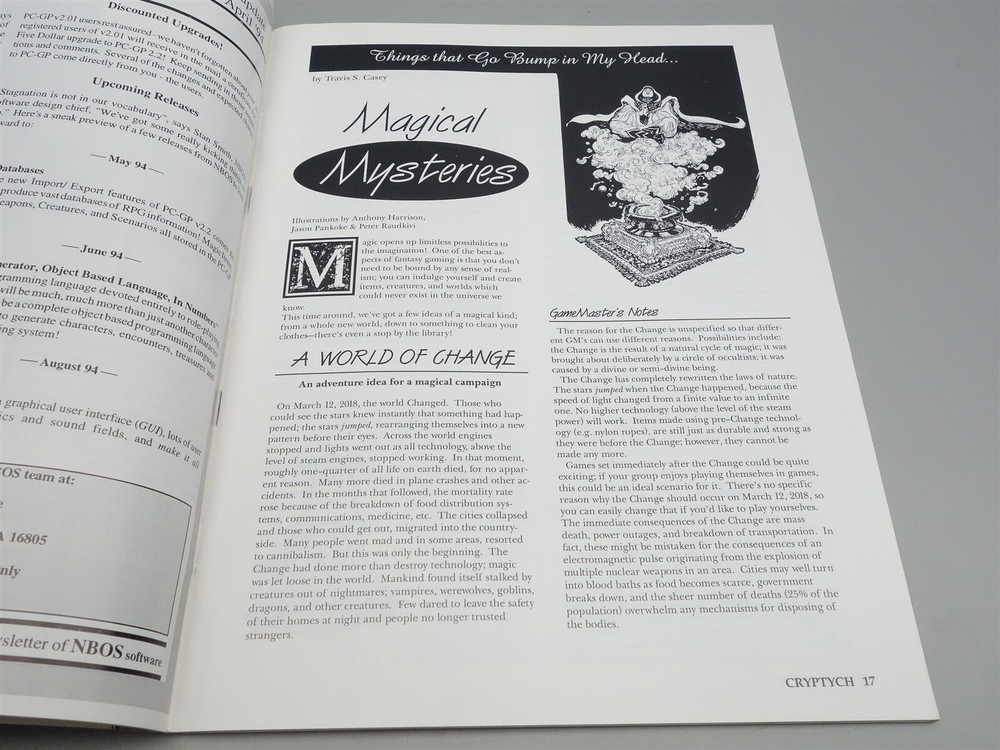 update
April '94
Discounted Upgrades!
PC-GP v2.01 users rest assured - we haven't forgotten about
registered users of v2.01 will receive in the mail a certificate
Five Dollar upgrade to PC-GP 2.2! Keep sending in those
tions and comments. Several of the changes and expect
to PC-GP come directly from you - the users.
Upcoming Releases
Stagnation is not in our vocabulary", says Stan Smith, NBOS
software design chief, "We've got some really kicking
." Here's a sneak preview of a few releases from NBOS to
ward to:
— May 94 —
Databases
e new Import/ Export features of PC-GP v2.2
produce vast databases of RPG information! Magic
eapons, Creatures, and Scenarios all stored in the PC-GP
— June 94 —
nerator, Object Based Language, In Numbers"
gramming language devoted entirely to role-playing
will be much, much more than just another character
be a complete object based programming language
to generate characters, encounters, treasures and
ing system!
— August 94 —
graphical user interface (GUI), lots of user
ics and sound fields, and make it all
OS team at:
A 16805
nly
sletter of NBOS software
Things that Go Bump in My Head...
by Travis S. Casey
Magical
Mysteries
Illustrations by Anthony Harrison,
Jason Pankoke & Peter Raudkivi
Magic opens up limitless possibilities to
the imagination! One of the best as-
pects of fantasy gaming is that you don't
need to be bound by any sense of real-
ism; you can indulge yourself and create
items, creatures, and worlds which
could never exist in the universe we
know.
This time around, we've got a few ideas of a magical kind;
from a whole new world, down to something to clean your
clothes—there's even a stop by the library!
A WORLD OF CHANGE
An adventure idea for a magical campaign
On March 12, 2018, the world Changed. Those who
could see the stars knew instantly that something had hap-
pened; the stars jumped, rearranging themselves into a new
pattern before their eyes. Across the world engines
stopped and lights went out as all technology, above the
level of steam engines, stopped working. In that moment,
roughly one-quarter of all life on earth died, for no appar-
ent reason. Many more died in plane crashes and other ac-
cidents. In the months that followed, the mortality rate
rose because of the breakdown of food distribution sys-
tems, communications, medicine, etc. The cities collapsed
and those who could get out, migrated into the country-
side. Many people went mad and in some areas, resorted
to cannibalism. But this was only the beginning. The
Change had done more than destroy technology; magic
was let loose in the world. Mankind found itself stalked by
creatures out of nightmares; vampires, werewolves, goblins,
dragons, and other creatures. Few dared to leave the safety
of their homes at night and people no longer trusted
strangers.
GameMaster's Notes
The reason for the Change is unspecified so that differ-
ent GM's can use different reasons. Possibilities include:
the Change is the result of a natural cycle of magic; it was
brought about deliberately by a circle of occultists; it was
caused by a divine or semi-divine being.
The Change has completely rewritten the laws of nature.
The stars jumped when the Change happened, because the
speed of light changed from a finite value to an infinite
one. No higher technology (above the level of the steam
power) will work. Items made using pre-Change technol-
ogy (e.g. nylon ropes), are still just as durable and strong as
they were before the Change; however, they cannot be
made any more.
Games set immediately after the Change could be quite
exciting; if your group enjoys playing themselves in games,
this could be an ideal scenario for it. There's no specific
reason why the Change should occur on March 12, 2018, so
you can easily change that if you'd like to play yourselves.
The immediate consequences of the Change are mass
death, power outages, and breakdown of transportation. In
fact, these might be mistaken for the consequences of an
electromagnetic pulse originating from the explosion of
multiple nuclear weapons in an area. Cities may well turn
into blood baths as food becomes scarce, government
breaks down, and the sheer number of deaths (25% of the
population) overwhelm any mechanisms for disposing of
the bodies.
CRYPTYCH 17